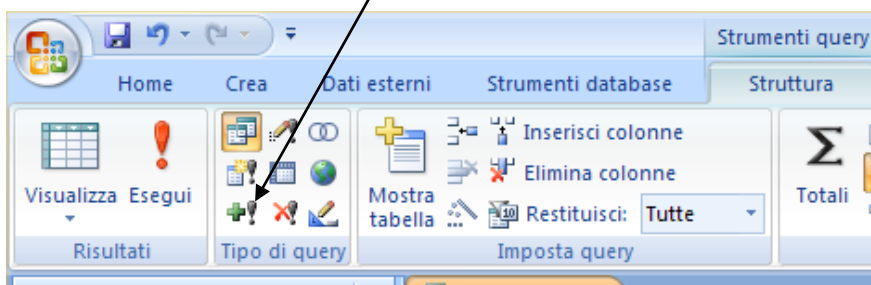 Strumenti query
Home Crea Dati esterni Strumenti database Struttura
Inserisci colonne
Elimina colonne
Visualizza Esegui Mostra tabella Restituisci: Tutte Totali
Risultati Tipo di query Imposta query